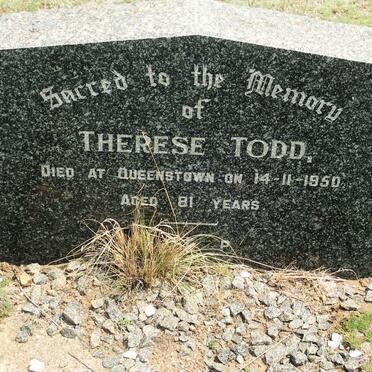 Sacred to the Memory
of
THERESE TODD.
DIED AT QUEENSTOWN ON 14-11-1950
AGED 81 YEARS